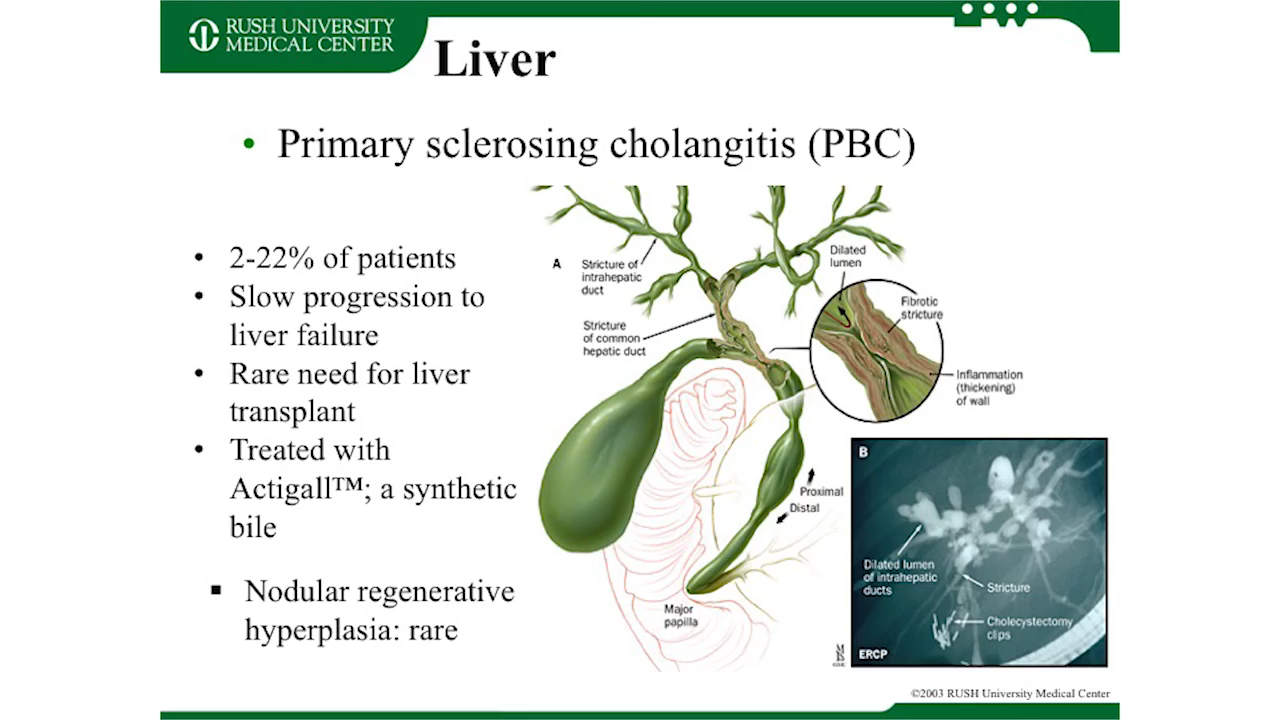 RUSH UNIVERSITY
MEDICAL CENTER
Liver
• Primary sclerosing cholangitis (PBC)
• 2-22% of patients
• Slow progression to
liver failure
• Rare need for liver
transplant
• Treated with
Actigall™; a synthetic
bile
▪ Nodular regenerative
hyperplasia: rare
A
Stricture of
intrahepatic
duct
Stricture
of common
hepatic duct
Dilated
lumen
Fibrotic
stricture
Inflammation
(thickening)
of wall
Proximal
Distal
Major
papilla
B
Dilated lumen
of intrahepatic
ducts
Stricture
Cholecystectomy
clips
ERCP
©2003 RUSH University Medical Center